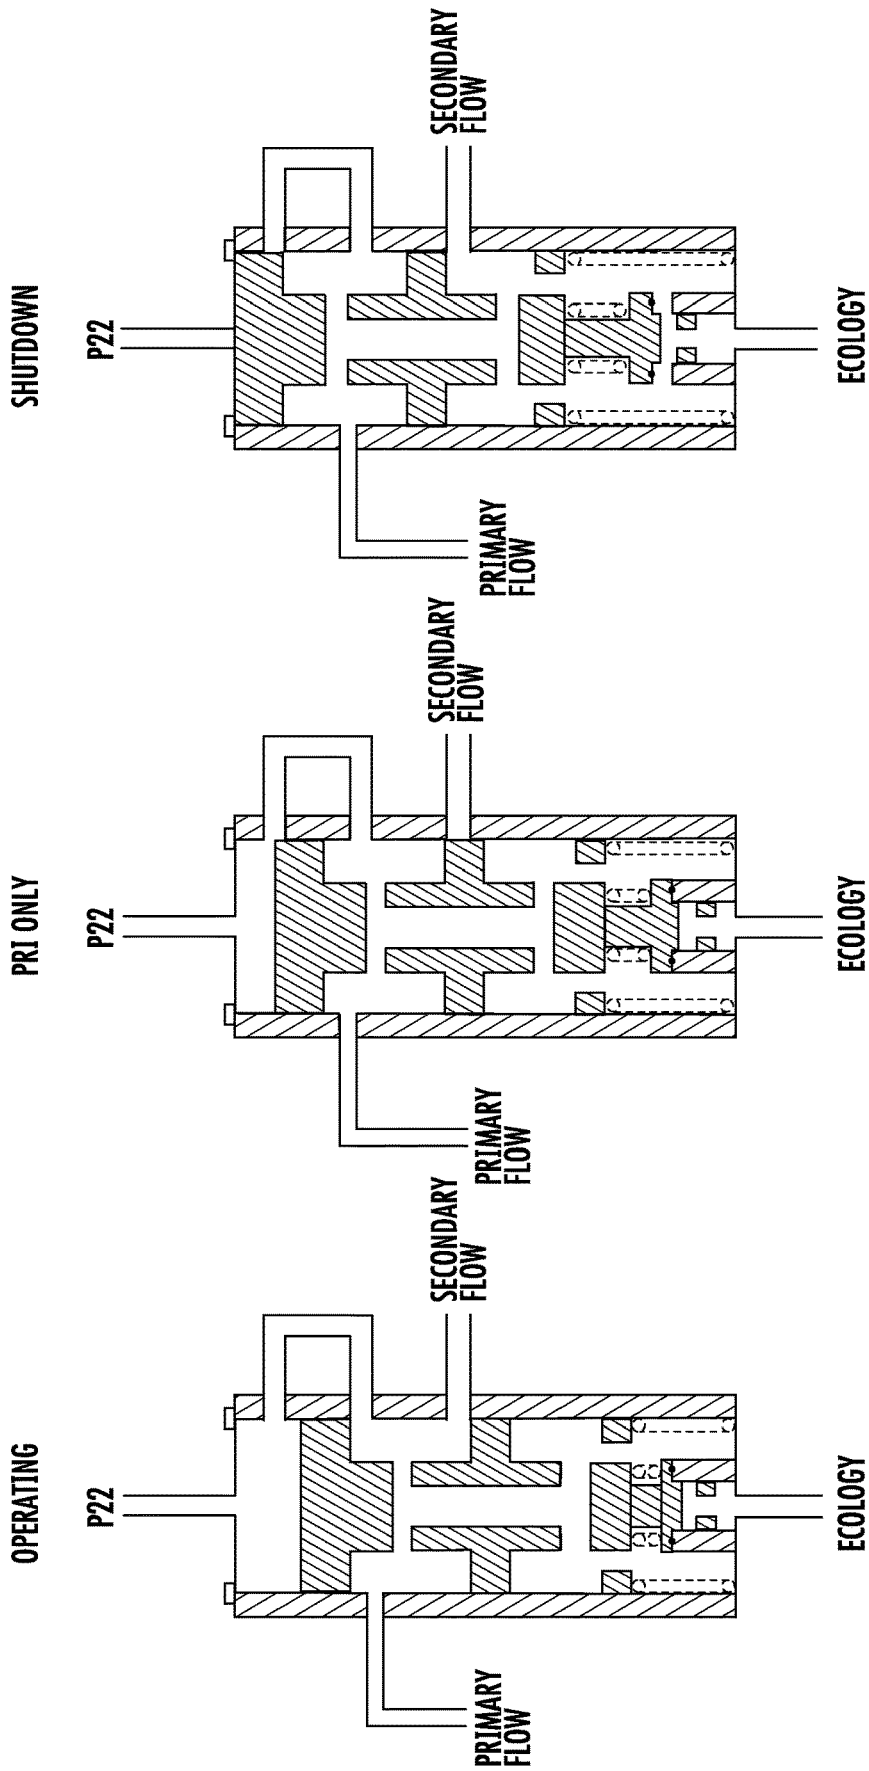 OPERATING
P22
PRIMARY
FLOW
SECONDARY
FLOW
ECOLOGY
PRI ONLY
P22
PRIMARY
FLOW
SECONDARY
FLOW
ECOLOGY
SHUTDOWN
P22
PRIMARY
FLOW
SECONDARY
FLOW
ECOLOGY